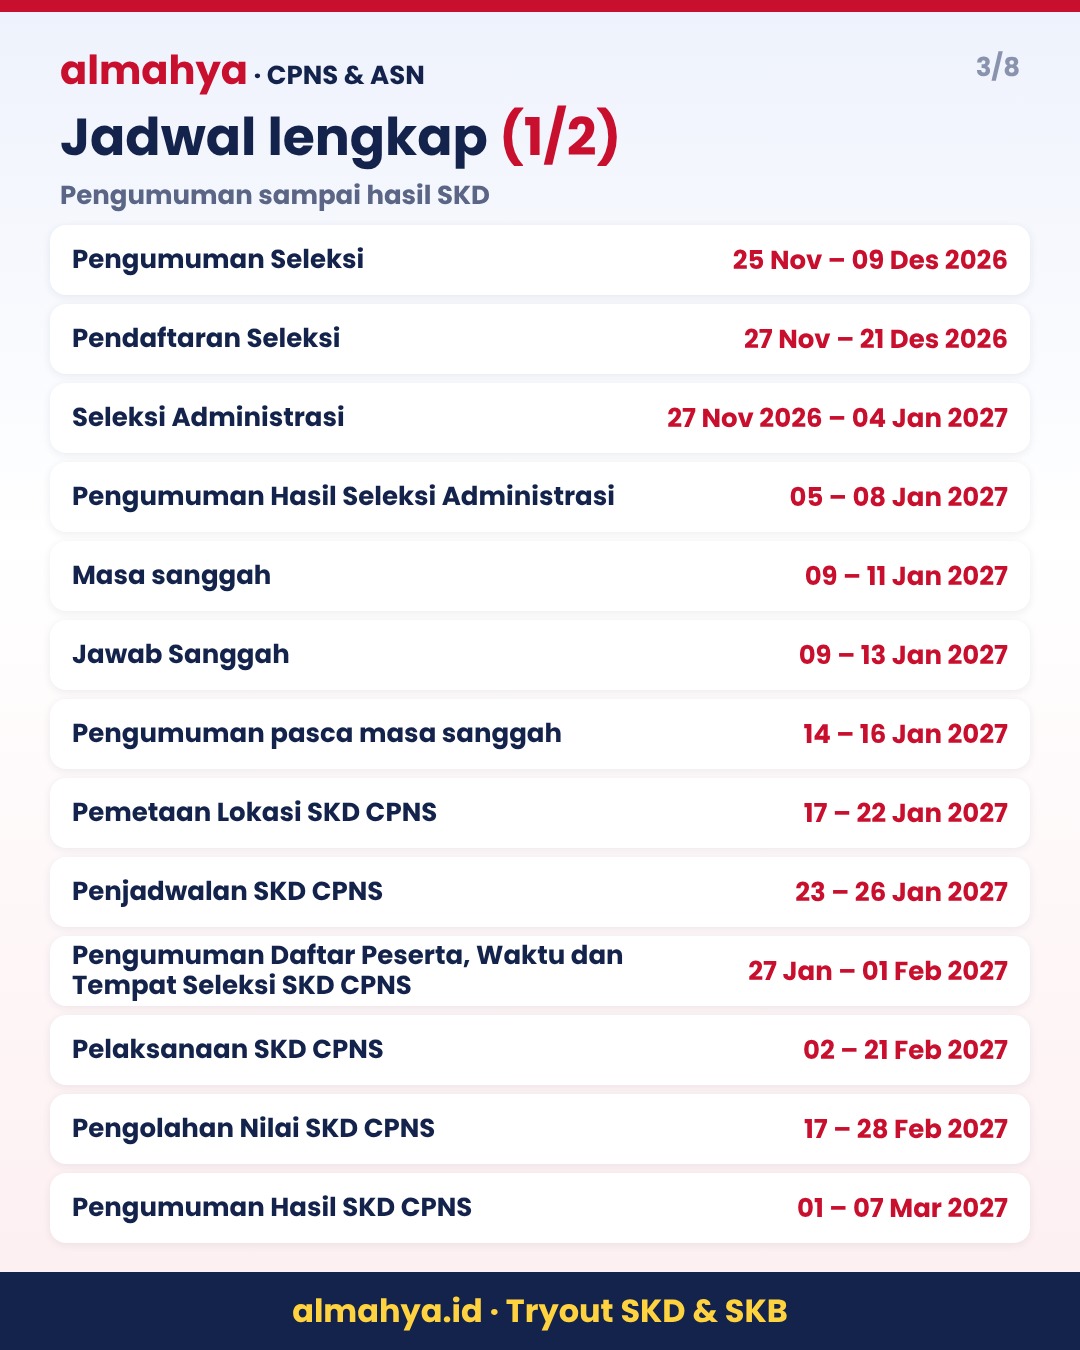 almahya · CPNS & ASN
3/8
Jadwal lengkap (1/2)
Pengumuman sampai hasil SKD
Pengumuman Seleksi 25 Nov – 09 Des 2026
Pendaftaran Seleksi 27 Nov – 21 Des 2026
Seleksi Administrasi 27 Nov 2026 – 04 Jan 2027
Pengumuman Hasil Seleksi Administrasi 05 – 08 Jan 2027
Masa sanggah 09 – 11 Jan 2027
Jawab Sanggah 09 – 13 Jan 2027
Pengumuman pasca masa sanggah 14 – 16 Jan 2027
Pemetaan Lokasi SKD CPNS 17 – 22 Jan 2027
Penjadwalan SKD CPNS 23 – 26 Jan 2027
Pengumuman Daftar Peserta, Waktu dan
Tempat Seleksi SKD CPNS 27 Jan – 01 Feb 2027
Pelaksanaan SKD CPNS 02 – 21 Feb 2027
Pengolahan Nilai SKD CPNS 17 – 28 Feb 2027
Pengumuman Hasil SKD CPNS 01 – 07 Mar 2027
almahya.id · Tryout SKD & SKB